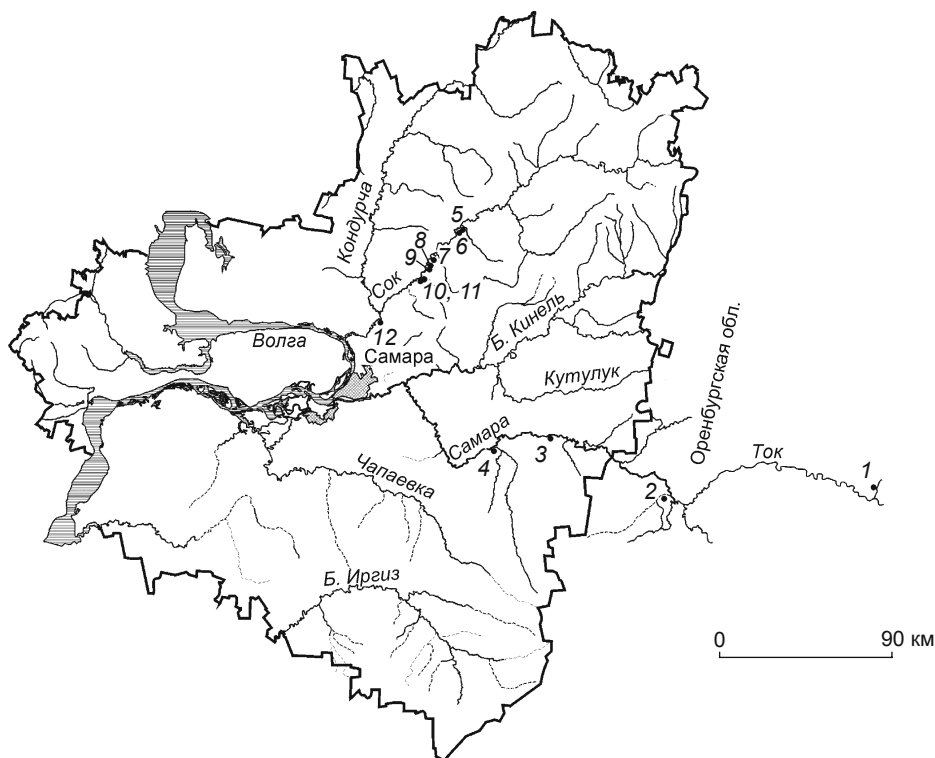 Кондурча
5
6
8
7
9
Сок
10, 11
12
Волга
Самара
Б. Кинель
Кутулук
Оренбургская обл.
Самара
3
4
Ток
1
2
Чапаевка
Б. Иргиз
0 90 км